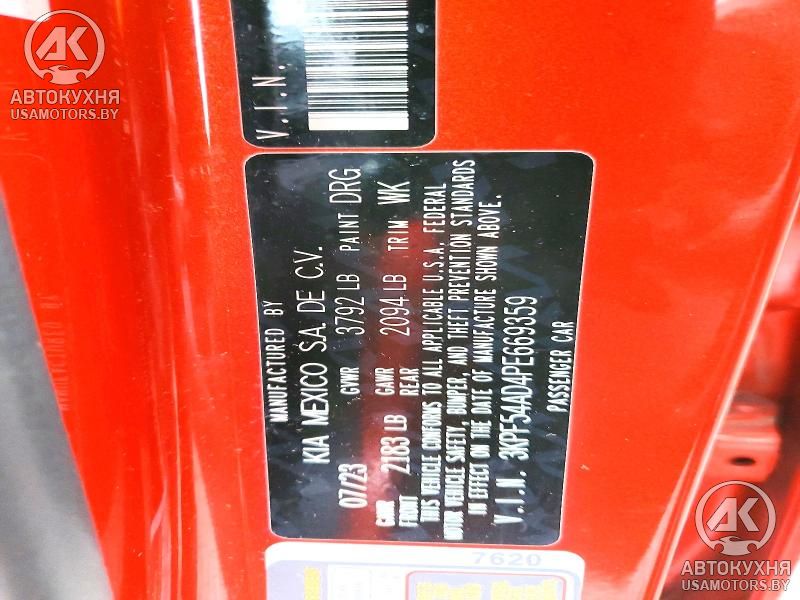 АК
АВТОКУХНЯ
USAMOTORS.BY
V.I.N.
MANUFACTURED BY
KIA MEXICO S.A. DE C.V.
07/23 GVWR 3792 LB PAINT DRG
GAWR FRONT 2183 LB GAWR REAR 2094 LB TRIM WK
THIS VEHICLE CONFORMS TO ALL APPLICABLE U.S.A. FEDERAL
MOTOR VEHICLE SAFETY, BUMPER, AND THEFT PREVENTION STANDARDS
IN EFFECT ON THE DATE OF MANUFACTURE SHOWN ABOVE.
V.I.N. 3KPF54AD4PE669359
PASSENGER CAR
7620
АК
АВТОКУХНЯ
USAMOTORS.BY